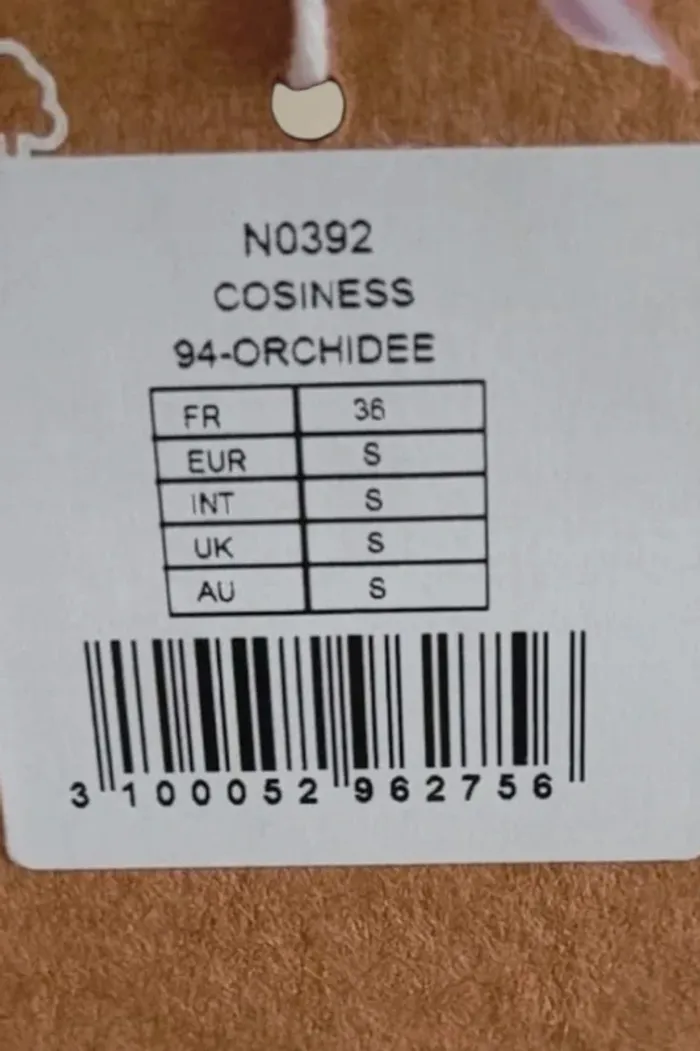 N0392
COSINESS
94-ORCHIDEE
FR 36
EUR S
INT S
UK S
AU S
3 100052 962756